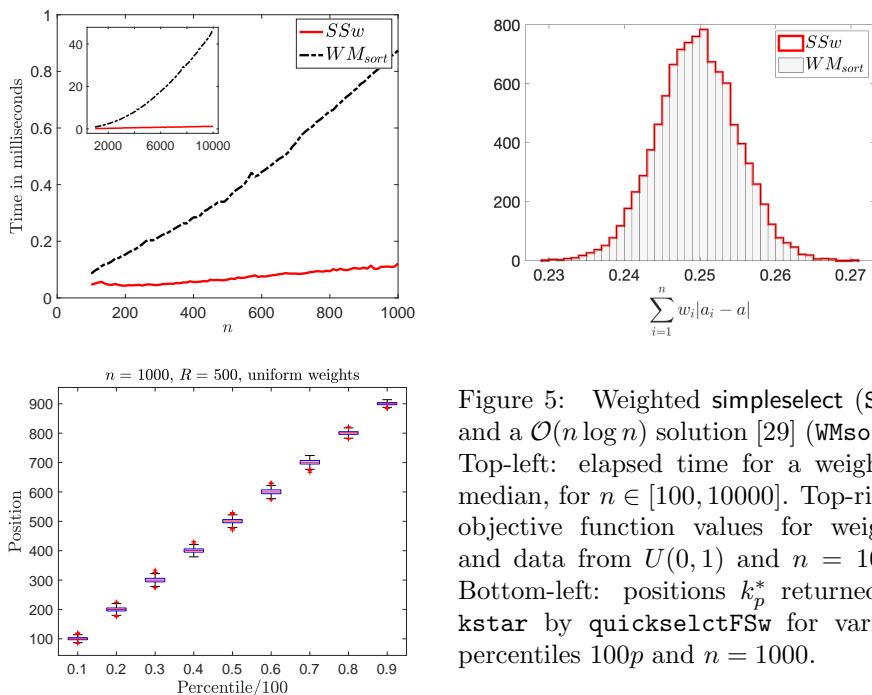 1
0.8
0.6
0.4
0.2
0
Time in milliseconds
SSw
WM_sort
40
20
0
2000 6000 10000
0 200 400 600 800 1000
n
800
600
400
200
0
SSw
WM_sort
0.23 0.24 0.25 0.26 0.27
\sum_{i=1}^{n} w_i|a_i − a|
n = 1000, R = 500, uniform weights
900
800
700
600
500
400
300
200
100
Position
0.1 0.2 0.3 0.4 0.5 0.6 0.7 0.8 0.9
Percentile/100
Figure 5: Weighted simpleselect (
and a O(n log n) solution [29] (WMso
Top-left: elapsed time for a weigh
median, for n ∈ [100, 10000]. Top-ri
objective function values for weig
and data from U(0, 1) and n = 10
Bottom-left: positions k*_p returned
kstar by quickselctFSw for vari
percentiles 100p and n = 1000.